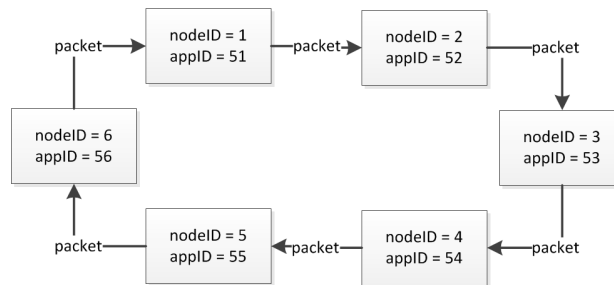 packet
nodeID = 1
appID = 51
packet
nodeID = 2
appID = 52
packet
nodeID = 6
appID = 56
nodeID = 3
appID = 53
packet
nodeID = 5
appID = 55
packet
nodeID = 4
appID = 54
packet